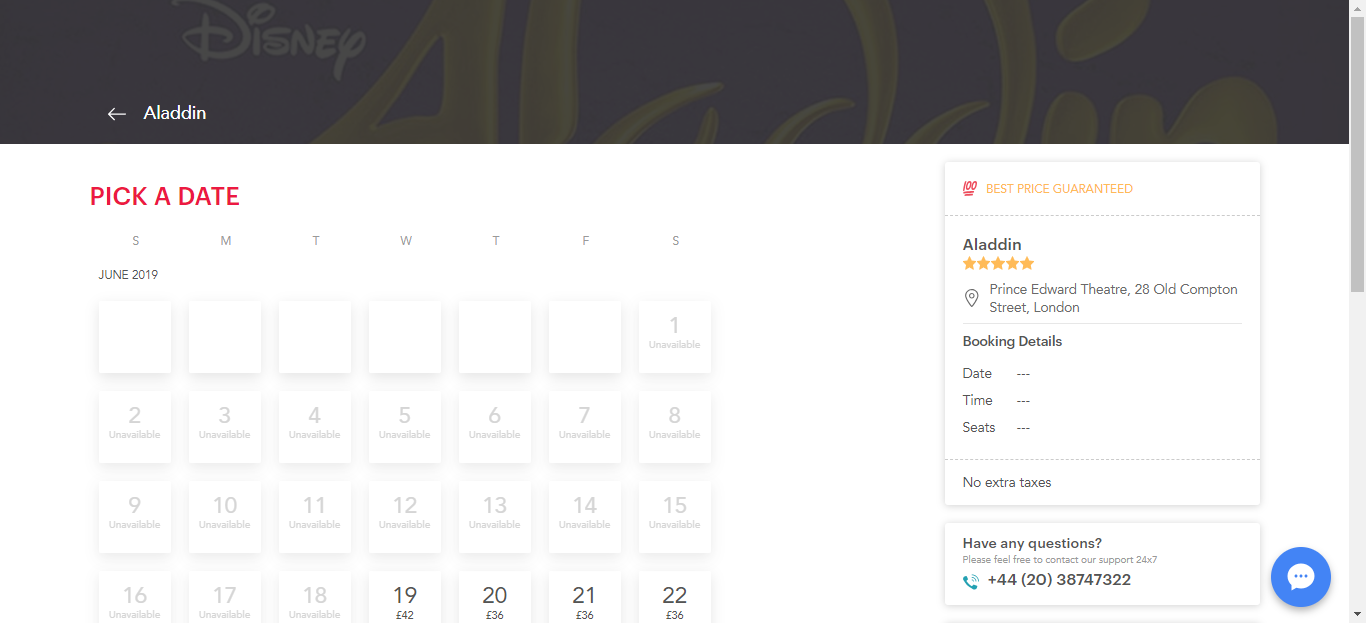 Disney
Aladdin
Aladdin
PICK A DATE
S M T W T F S
JUNE 2019
1
Unavailable
2 3 4 5 6 7 8
Unavailable Unavailable Unavailable Unavailable Unavailable Unavailable Unavailable
9 10 11 12 13 14 15
Unavailable Unavailable Unavailable Unavailable Unavailable Unavailable Unavailable
16 17 18 19 20 21 22
Unavailable Unavailable Unavailable £42 £36 £36 £36
100 BEST PRICE GUARANTEED
Aladdin
Prince Edward Theatre, 28 Old Compton
Street, London
Booking Details
Date ---
Time ---
Seats ---
No extra taxes
Have any questions?
Please feel free to contact our support 24x7
+44 (20) 38747322